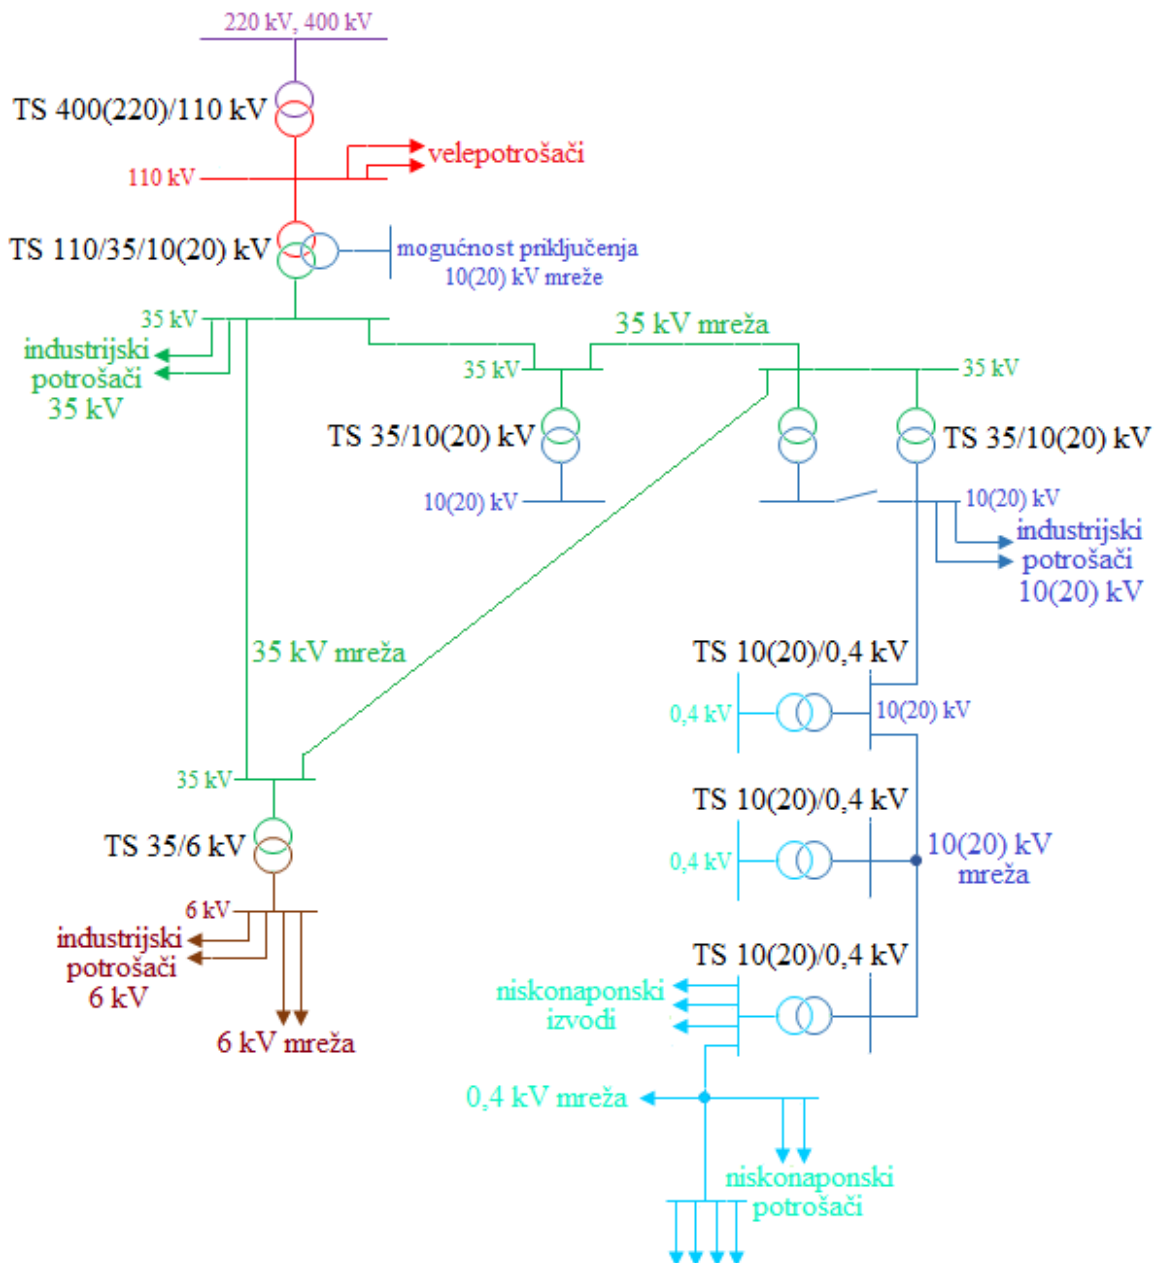 220 kV, 400 kV
TS 400(220)/110 kV
velepotrošači
110 kV
TS 110/35/10(20) kV
mogućnost priključenja
10(20) kV mreže
35 kV
industrijski
potrošači
35 kV
35 kV mreža
35 kV
35 kV
TS 35/10(20) kV
TS 35/10(20) kV
10(20) kV
10(20) kV
industrijski
potrošači
10(20) kV
35 kV mreža
TS 10(20)/0,4 kV
0,4 kV
10(20) kV
35 kV
TS 10(20)/0,4 kV
TS 35/6 kV
0,4 kV
10(20) kV
mreža
6 kV
industrijski
potrošači
6 kV
TS 10(20)/0,4 kV
niskonaponski
izvodi
6 kV mreža
0,4 kV mreža
niskonaponski
potrošači